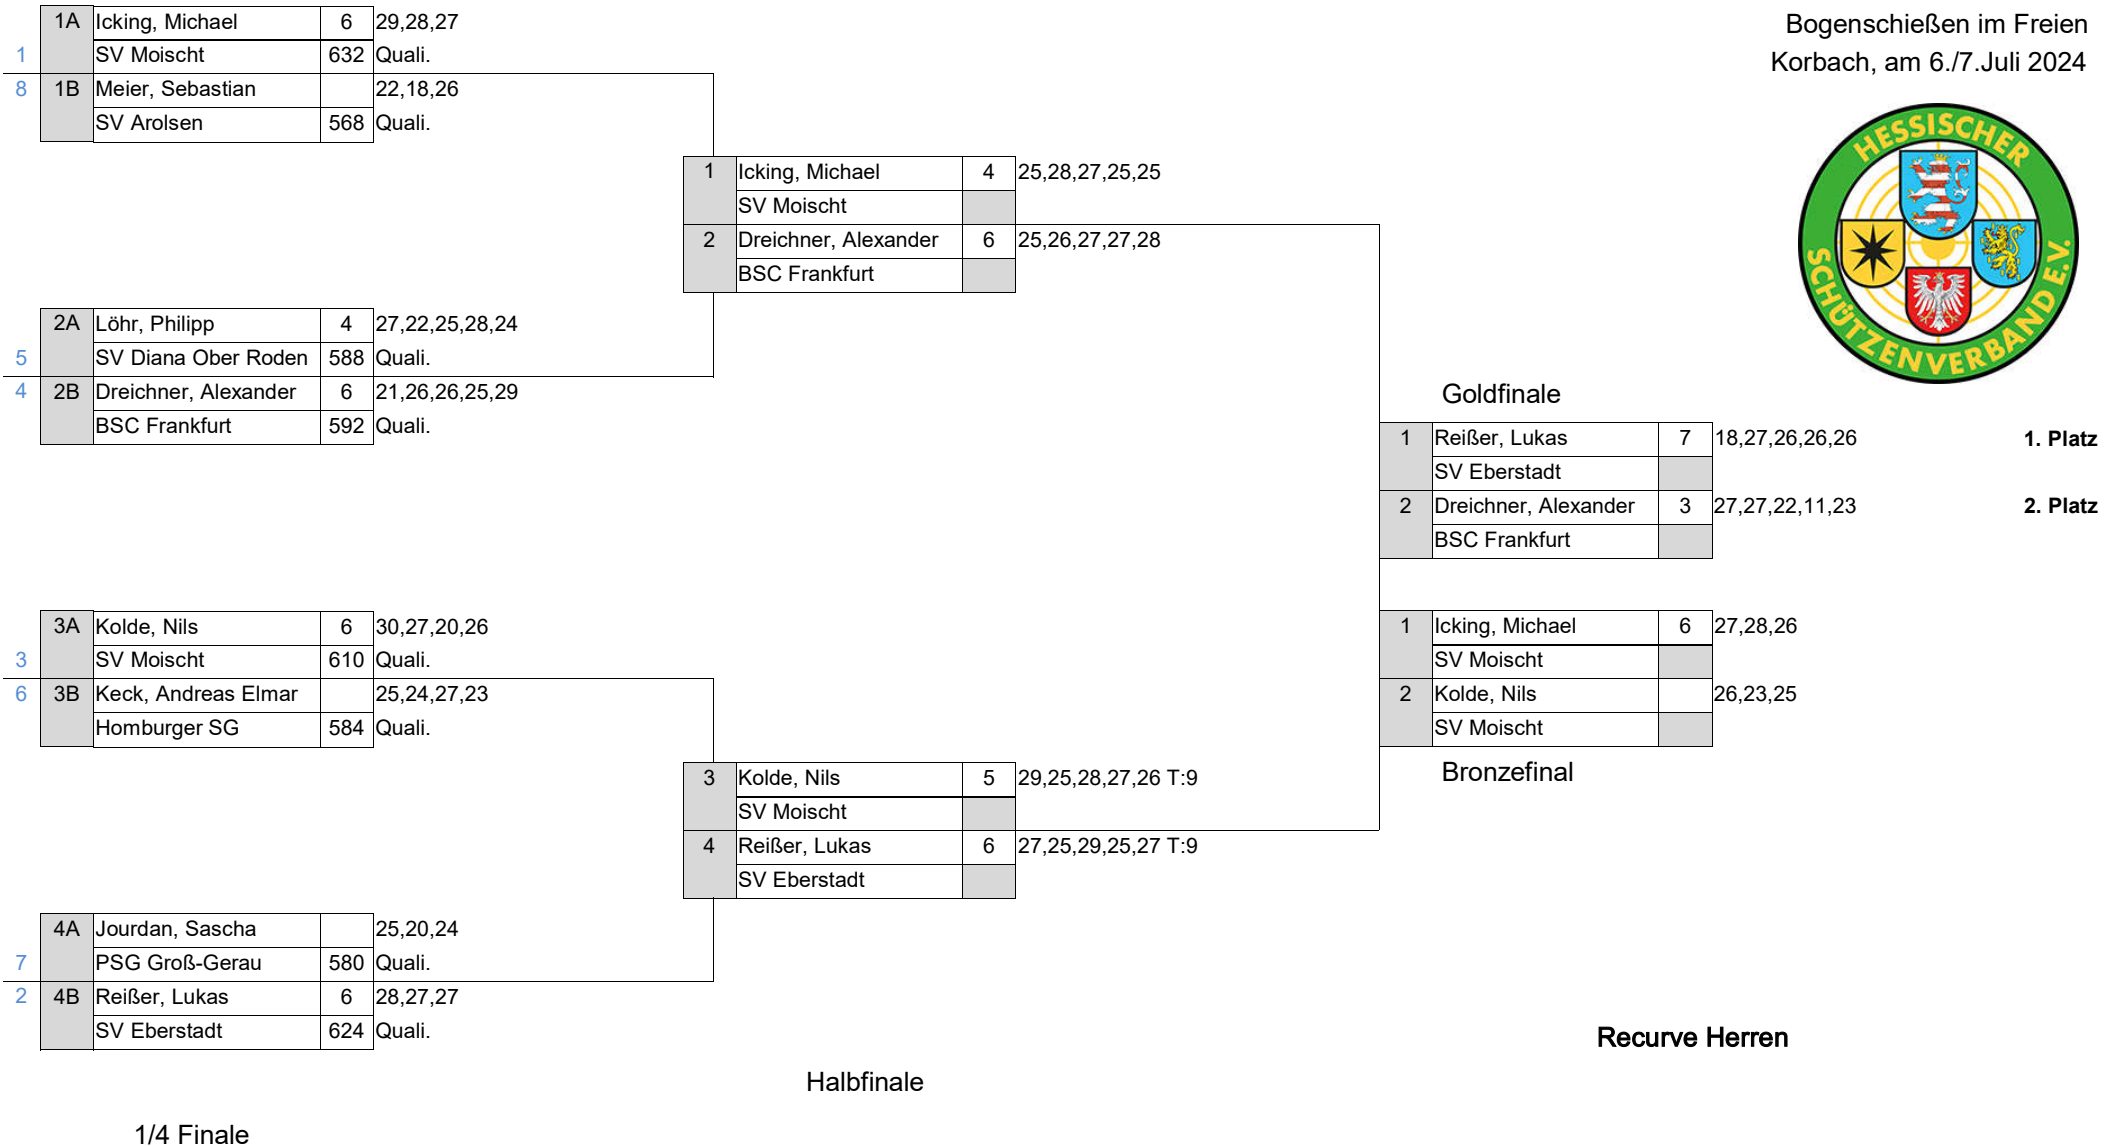 Bogenschießen im Freien
Korbach, am 6./7.Juli 2024
HESSISCHER
SCHÜTZENVERBAND E.V.
1A Icking, Michael 6 29,28,27
1 SV Moischt 632 Quali.
8 1B Meier, Sebastian 22,18,26
SV Arolsen 568 Quali.
1 Icking, Michael 4 25,28,27,25,25
SV Moischt
2 Dreichner, Alexander 6 25,26,27,27,28
BSC Frankfurt
2A Löhr, Philipp 4 27,22,25,28,24
5 SV Diana Ober Roden 588 Quali.
4 2B Dreichner, Alexander 6 21,26,26,25,29
BSC Frankfurt 592 Quali.
Goldfinale
1 Reißer, Lukas 7 18,27,26,26,26 1. Platz
SV Eberstadt
2 Dreichner, Alexander 3 27,27,22,11,23 2. Platz
BSC Frankfurt
3A Kolde, Nils 6 30,27,20,26
3 SV Moischt 610 Quali.
6 3B Keck, Andreas Elmar 25,24,27,23
Homburger SG 584 Quali.
1 Icking, Michael 6 27,28,26
SV Moischt
2 Kolde, Nils 26,23,25
SV Moischt
Bronzefinal
3 Kolde, Nils 5 29,25,28,27,26 T:9
SV Moischt
4 Reißer, Lukas 6 27,25,29,25,27 T:9
SV Eberstadt
4A Jourdan, Sascha 25,20,24
7 PSG Groß-Gerau 580 Quali.
2 4B Reißer, Lukas 6 28,27,27
SV Eberstadt 624 Quali.
Recurve Herren
Halbfinale
1/4 Finale